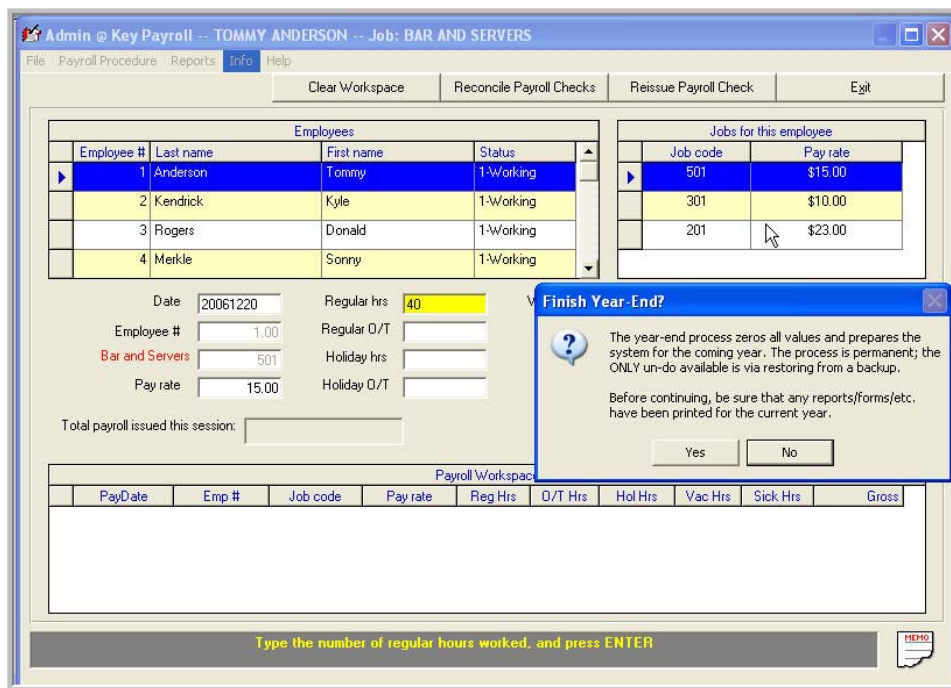 Admin @ Key Payroll -- TOMMY ANDERSON -- Job: BAR AND SERVERS
File Payroll Procedure Reports Info Help
Clear Workspace Reconcile Payroll Checks Reissue Payroll Check Exit
Employees
Employee # Last name First name Status
1 Anderson Tommy 1-Working
2 Kendrick Kyle 1-Working
3 Rogers Donald 1-Working
4 Merkle Sonny 1-Working
Jobs for this employee
Job code Pay rate
501 $15.00
301 $10.00
201 $23.00
Date 20061220 Regular hrs 40
Employee # 1.00 Regular O/T
Bar and Servers 501 Holiday hrs
Pay rate 15.00 Holiday O/T
Total payroll issued this session:
Finish Year-End?
The year-end process zeros all values and prepares the
system for the coming year. The process is permanent; the
ONLY un-do available is via restoring from a backup.
Before continuing, be sure that any reports/forms/etc.
have been printed for the current year.
Yes No
Payroll Workspac
PayDate Emp # Job code Pay rate Reg Hrs O/T Hrs Hol Hrs Vac Hrs Sick Hrs Gross
Type the number of regular hours worked, and press ENTER
MEMO